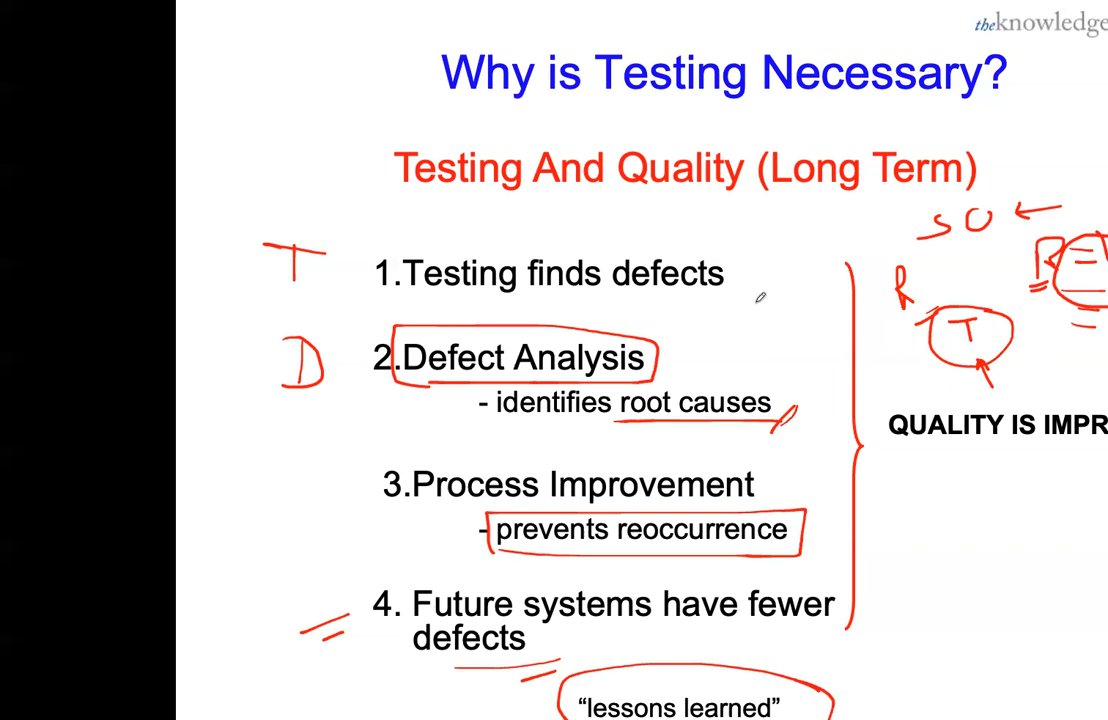 theknowledge
Why is Testing Necessary?
Testing And Quality (Long Term)
S O
T
1.Testing finds defects
R
R
T
D
2.Defect Analysis
- identifies root causes
QUALITY IS IMPR
3.Process Improvement
- prevents reoccurrence
4. Future systems have fewer
defects
“lessons learned”